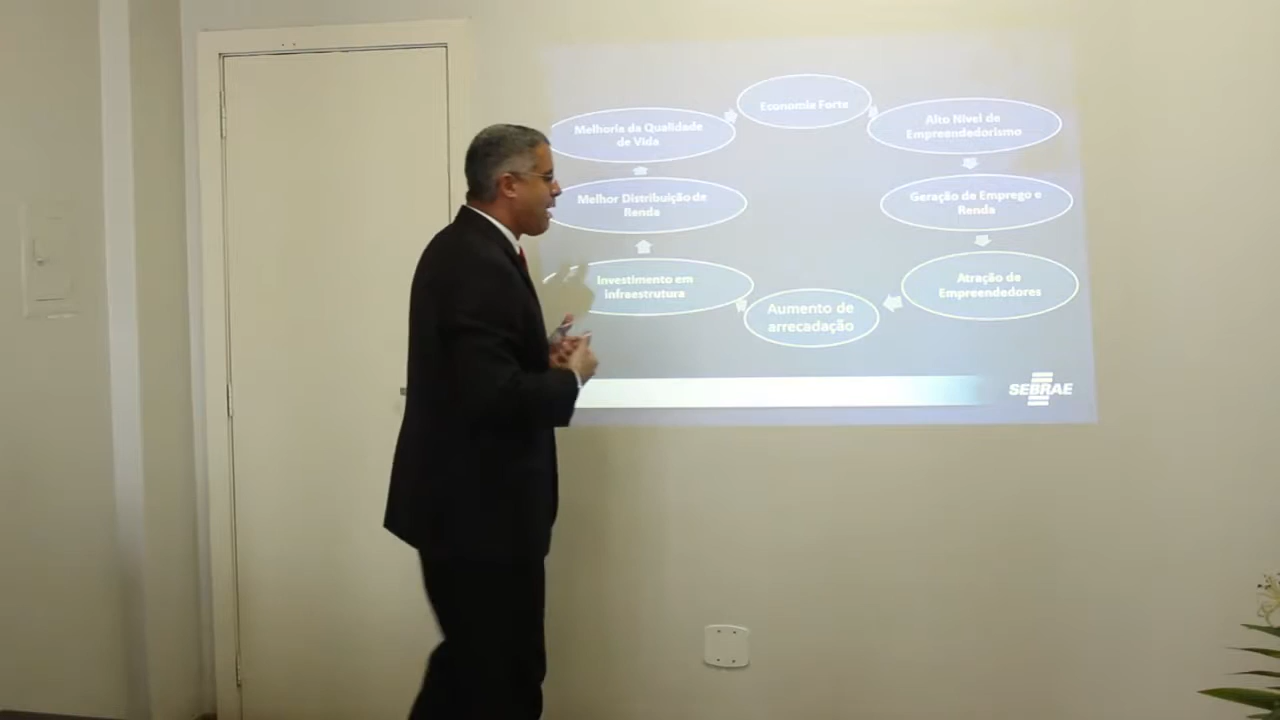 Economia Forte
Alto Nível de
Empreendedorismo
Geração de Emprego e
Renda
Atração de
Empreendedores
Aumento de
arrecadação
Investimento em
infraestrutura
Melhor Distribuição de
Renda
Melhoria da Qualidade
de Vida
SEBRAE